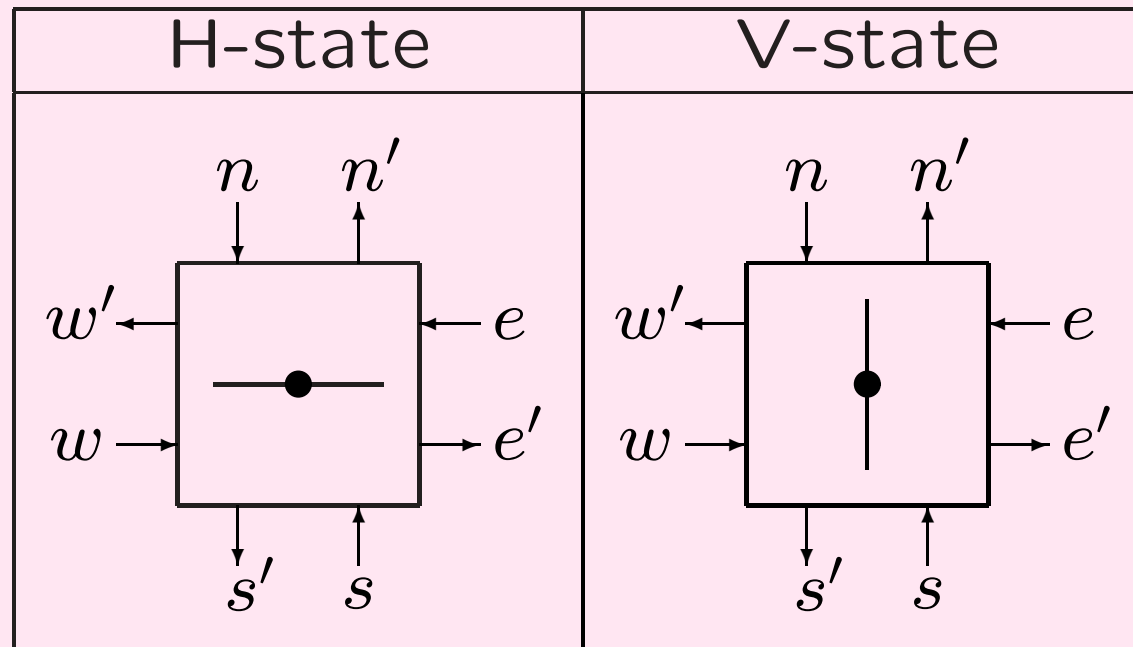 H-state V-state
n n′ n n′
w′ e w′ e
w e′ w e′
s′ s s′ s